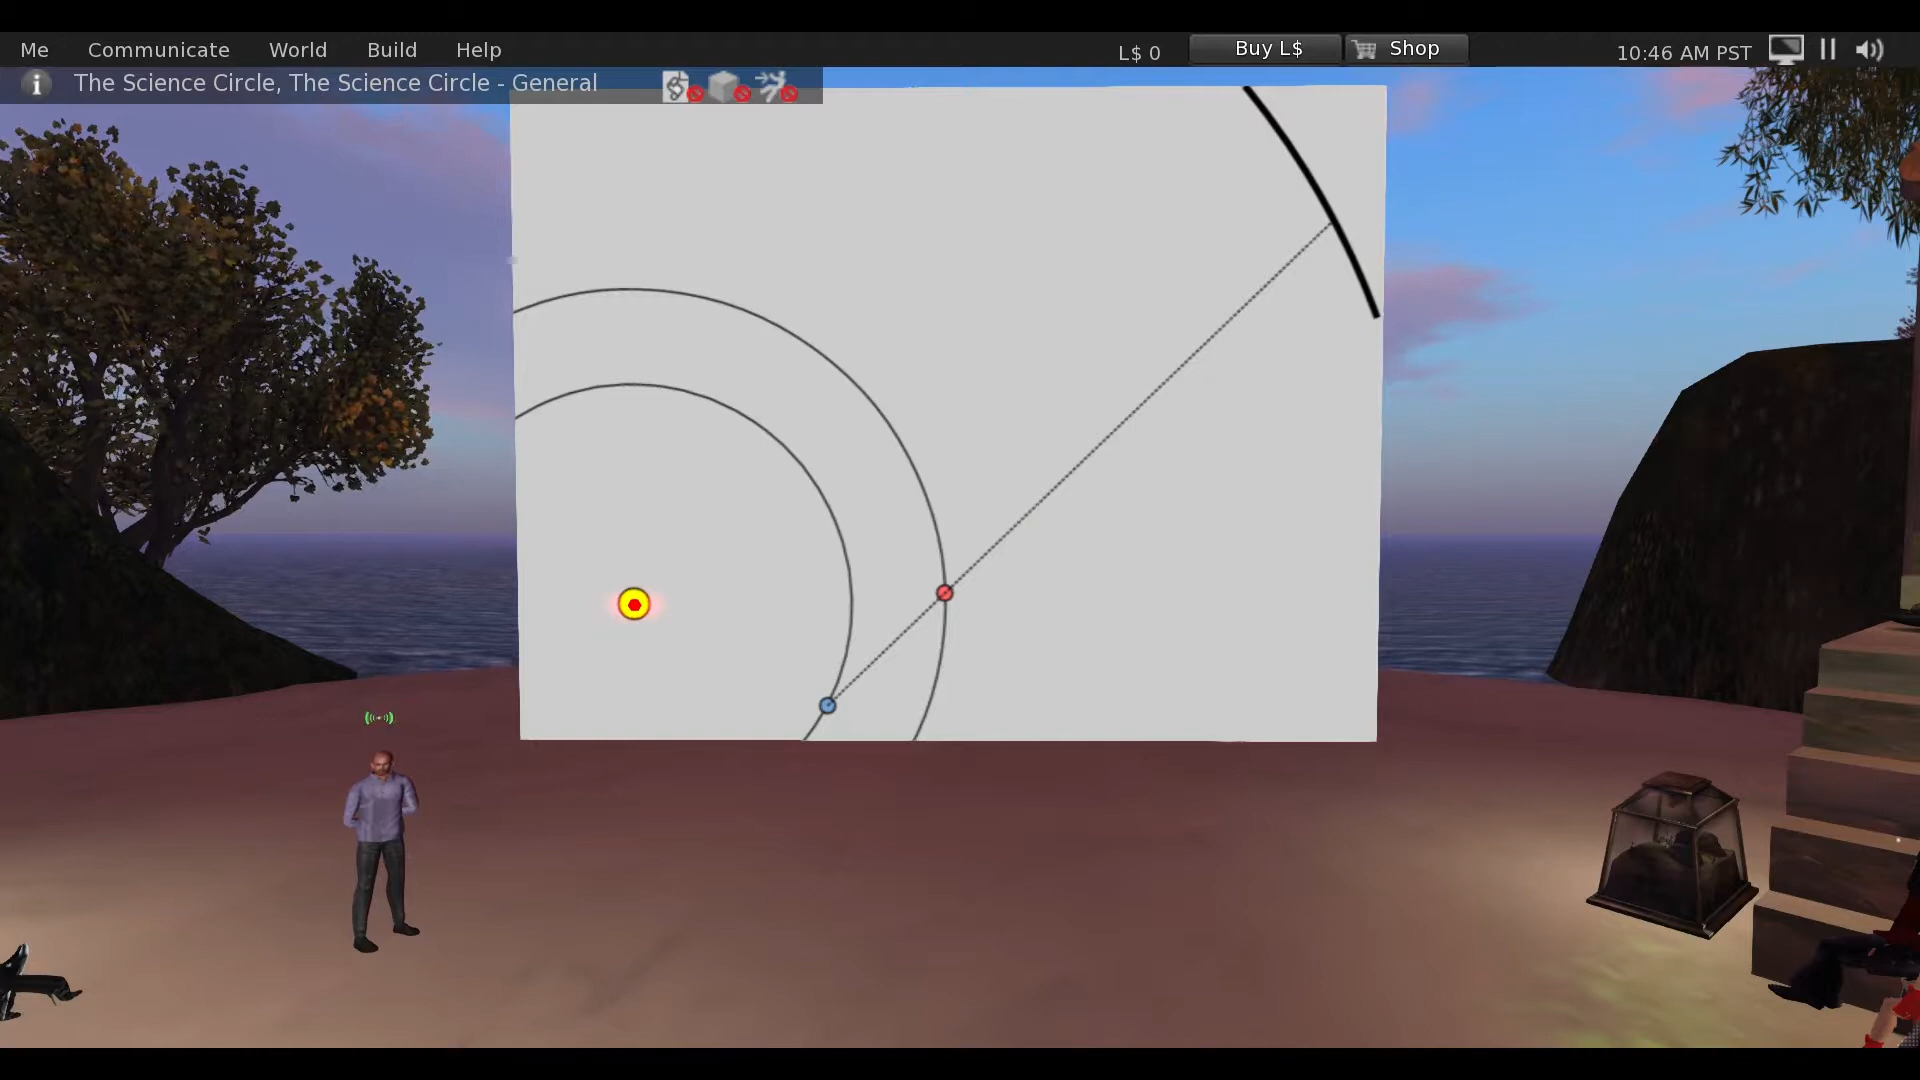 Me Communicate World Build Help L$ 0 Buy L$ Shop 10:46 AM PST
The Science Circle, The Science Circle - General